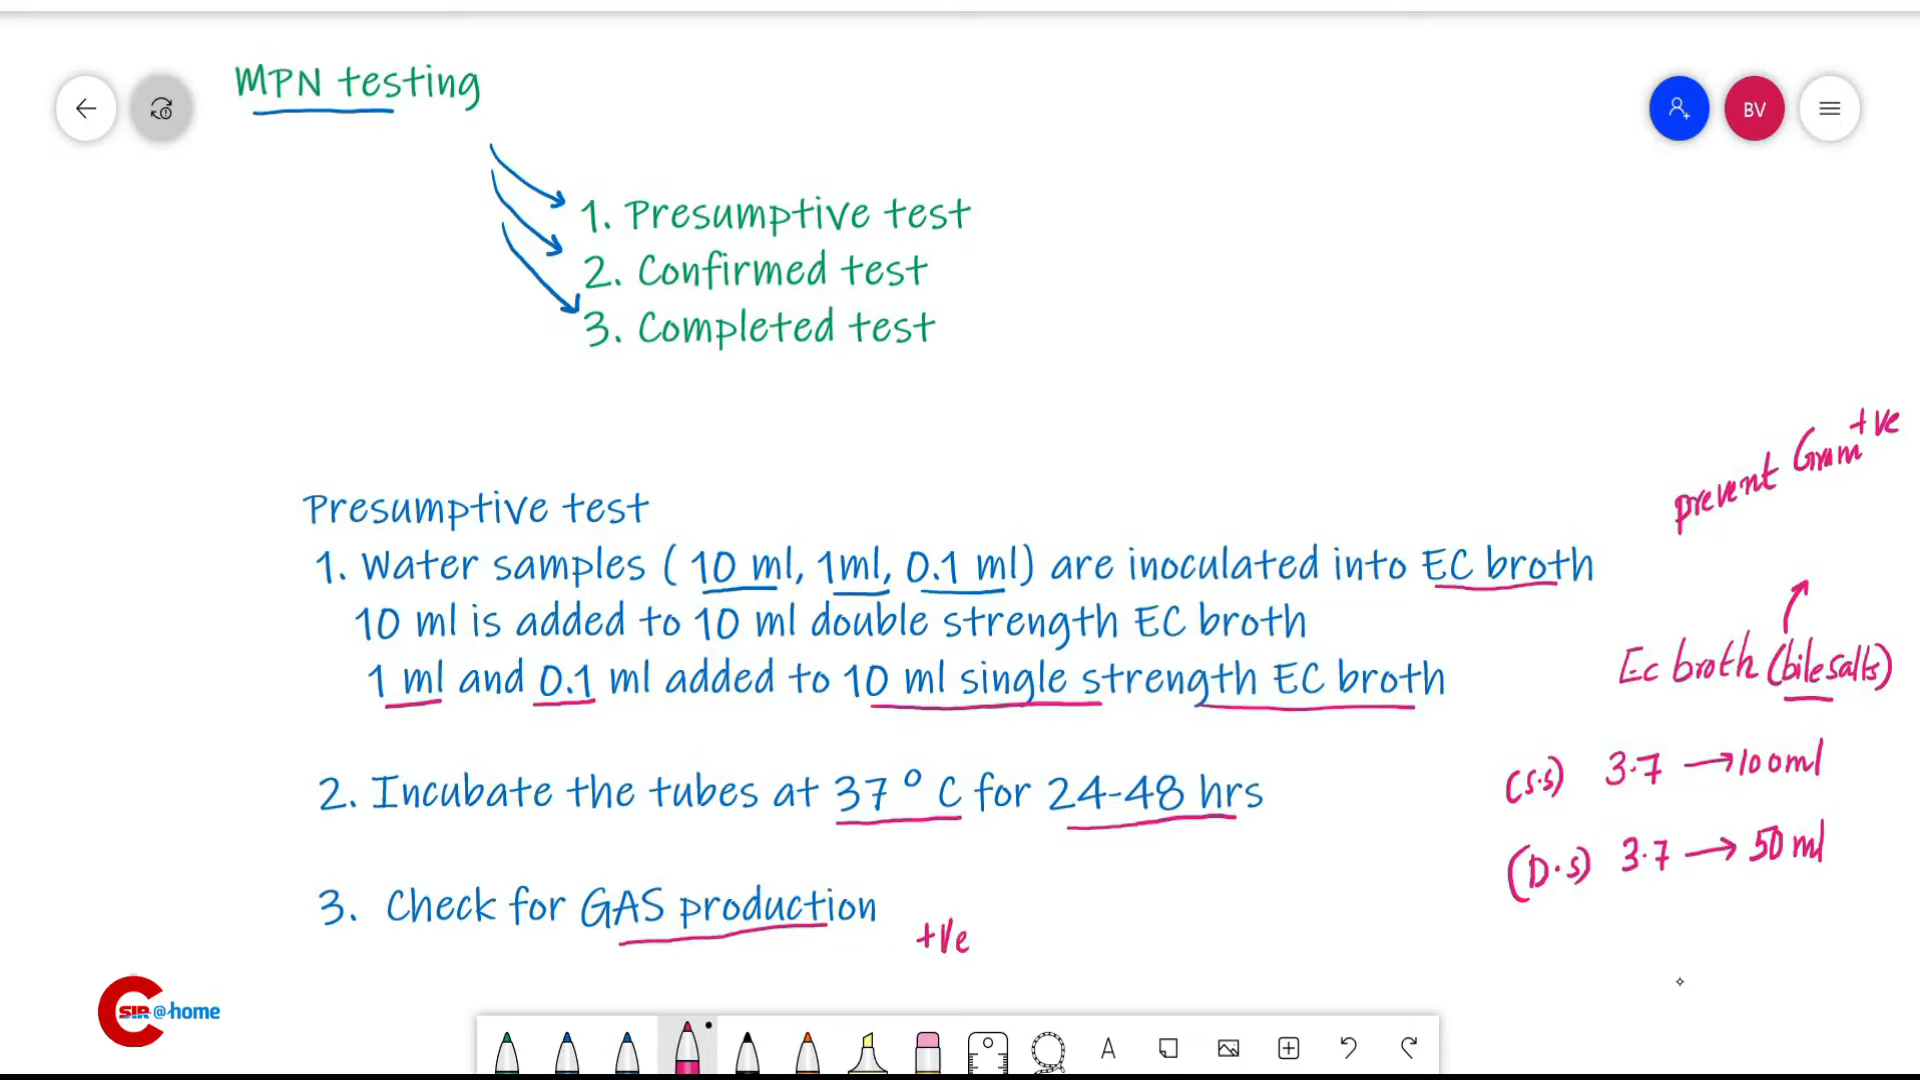 MPN testing
BV
1. Presumptive test
2. Confirmed test
3. Completed test
prevent Gram +ve
Presumptive test
1. Water samples ( 10 ml, 1ml, 0.1 ml) are inoculated into EC broth
10 ml is added to 10 ml double strength EC broth
1 ml and 0.1 ml added to 10 ml single strength EC broth
Ec broth (bile salts)
(S.S) 3.7 → 100ml
2. Incubate the tubes at 37 ° C for 24-48 hrs
(D.S) 3.7 → 50 ml
3. Check for GAS production
+Ve
CSIR@home
A